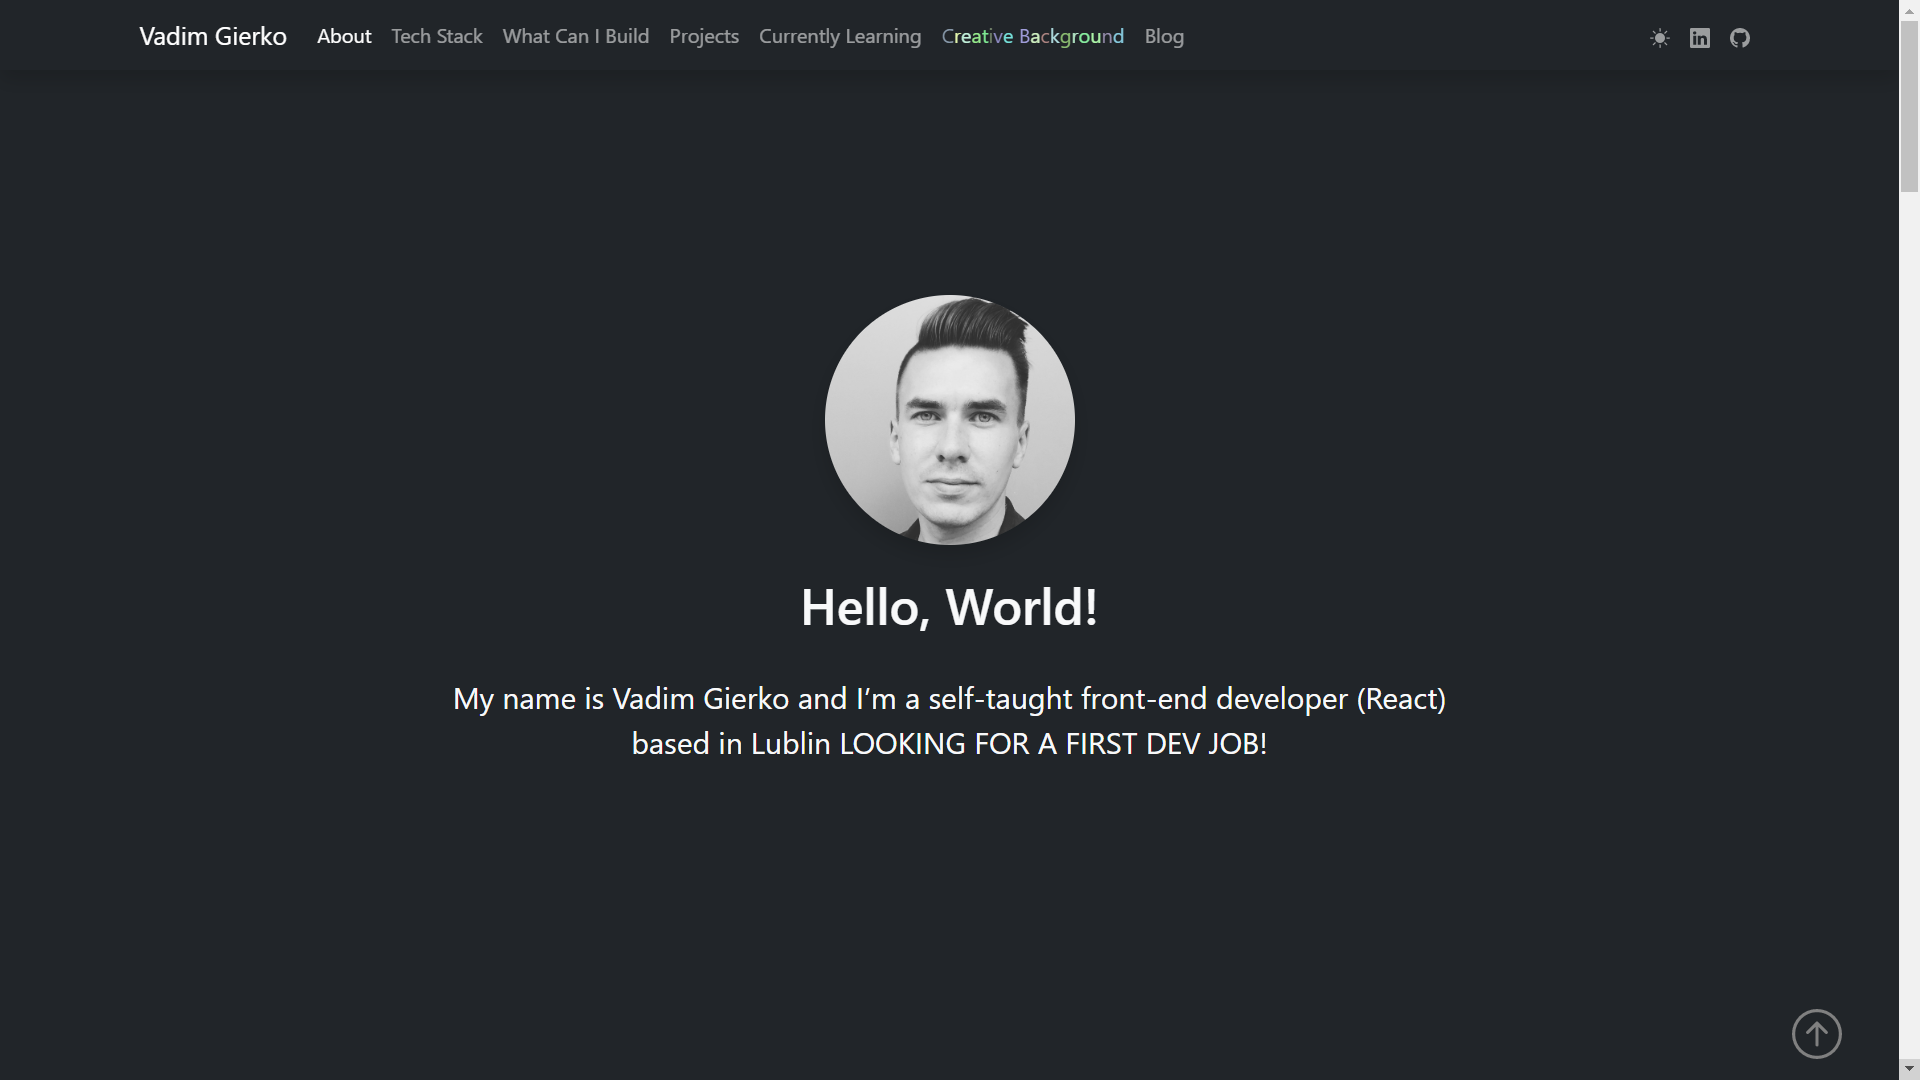 Vadim Gierko About Tech Stack What Can I Build Projects Currently Learning Creative Background Blog
Hello, World!
My name is Vadim Gierko and I’m a self-taught front-end developer (React)
based in Lublin LOOKING FOR A FIRST DEV JOB!